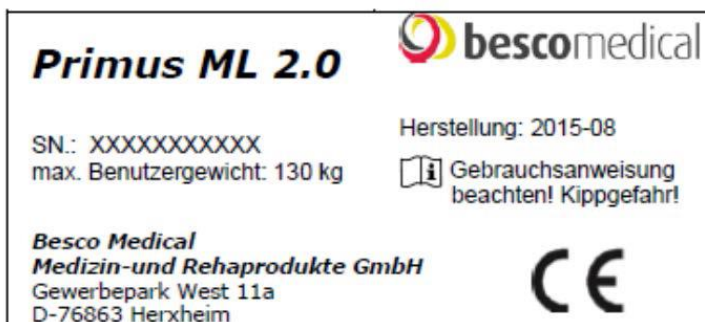 Primus ML 2.0
bescomedical
SN.: XXXXXXXXXXX
max. Benutzergewicht: 130 kg
Herstellung: 2015-08
Gebrauchsanweisung
beachten! Kippgefahr!
Besco Medical
Medizin-und Rehaprodukte GmbH
Gewerbepark West 11a
D-76863 Herxheim
CE